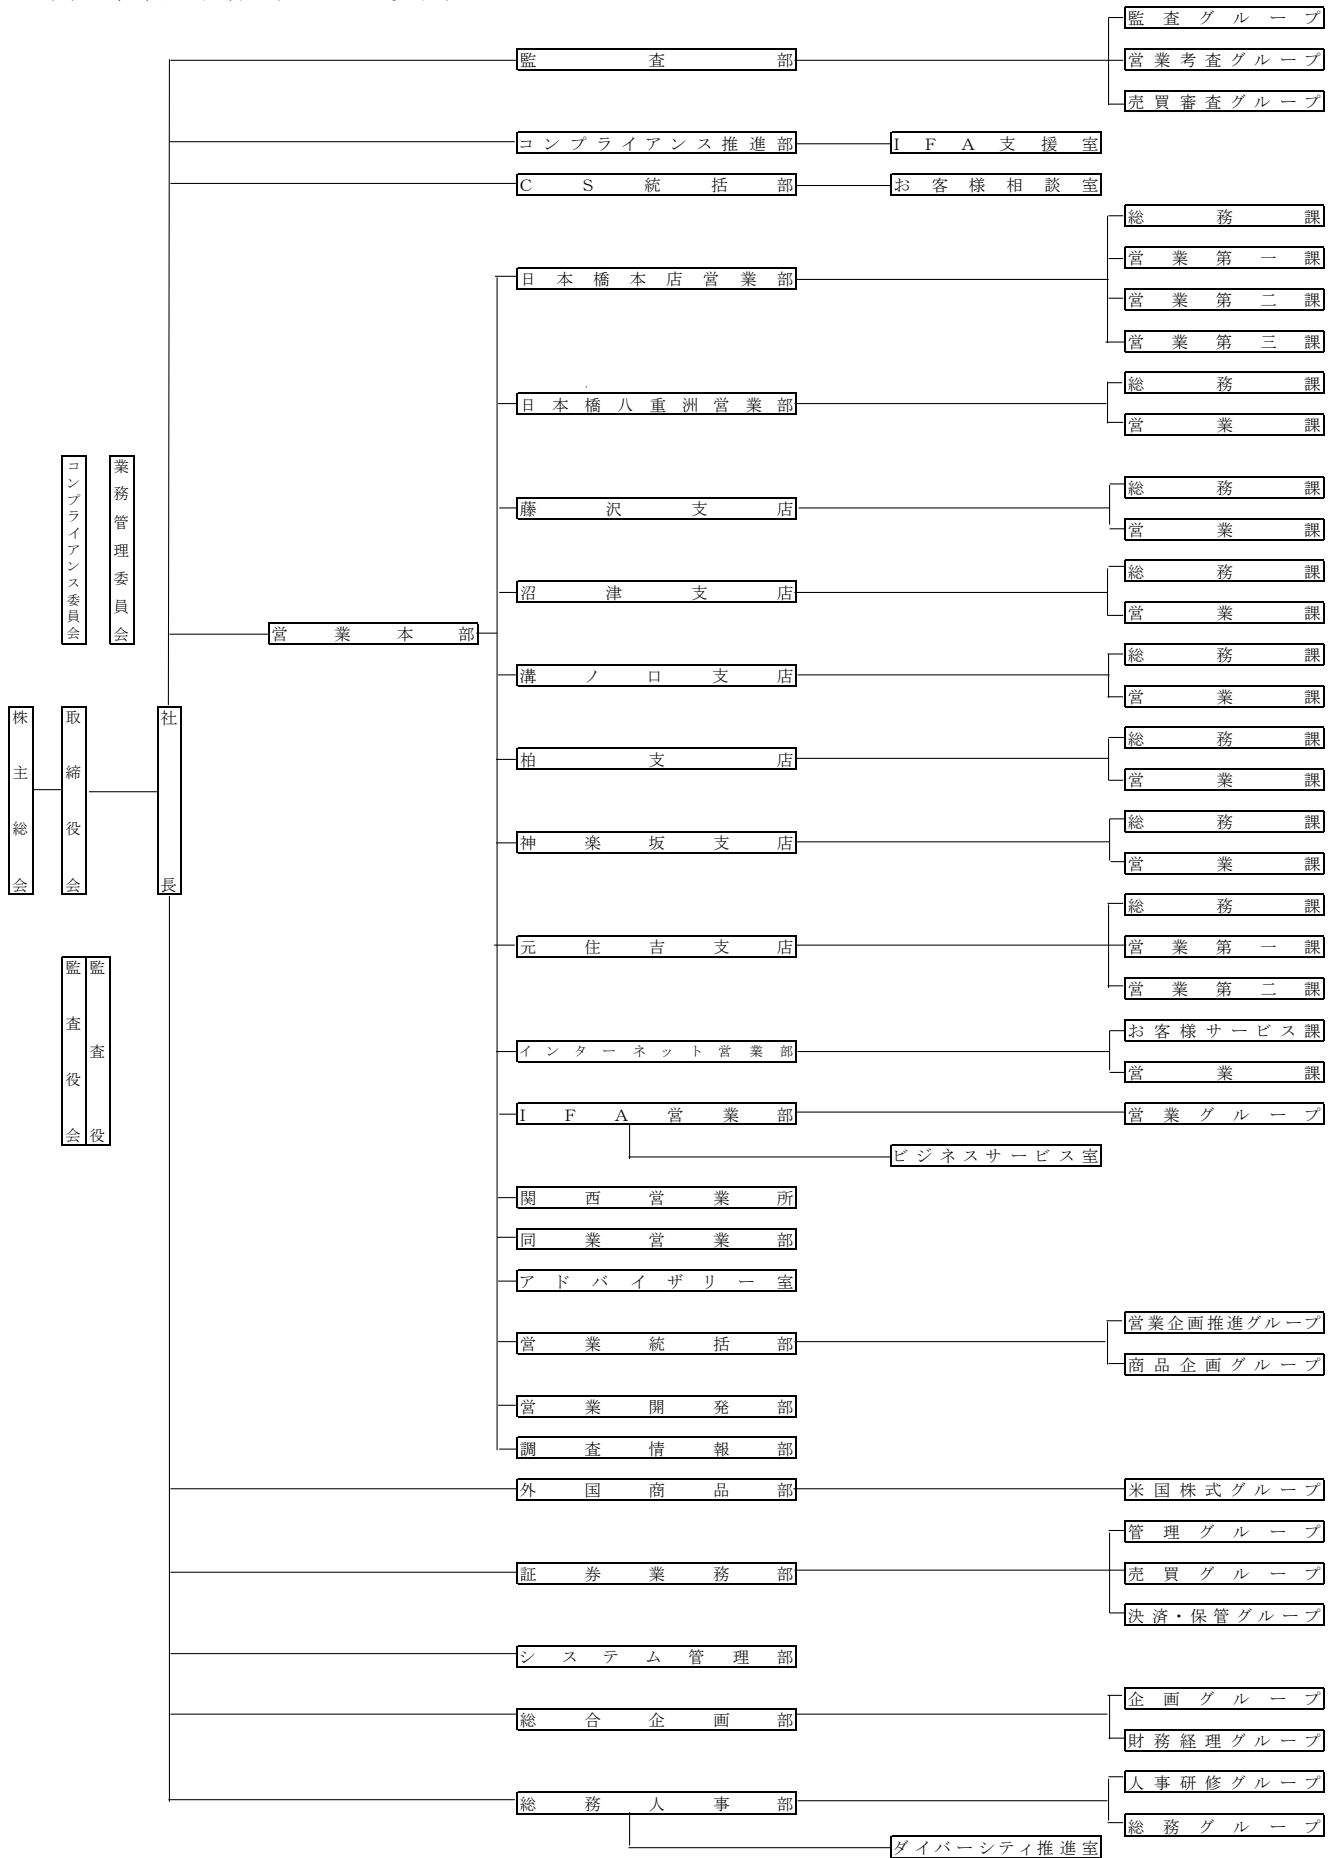 監査グループ
監査部
営業考査グループ
売買審査グループ
コンプライアンス推進部
IFA支援室
CS統括部
お客様相談室
総務課
営業第一課
日本橋本店営業部
営業第二課
営業第三課
総務課
日本橋八重洲営業部
営業課
コンプライアンス委員会
業務管理委員会
総務課
藤沢支店
営業課
総務課
沼津支店
営業課
営業本部
総務課
溝ノ口支店
営業課
株主総会
取締役会
社長
総務課
柏支店
営業課
総務課
神楽坂支店
営業課
総務課
元住吉支店
営業第一課
営業第二課
監査役会
監査役
お客様サービス課
インターネット営業部
営業課
IFA営業部
営業グループ
ビジネスサービス室
関西営業所
同業営業部
アドバイザリー室
営業企画推進グループ
営業統括部
商品企画グループ
営業開発部
調査情報部
外国商品部
米国株式グループ
管理グループ
証券業務部
売買グループ
決済・保管グループ
システム管理部
企画グループ
総合企画部
財務経理グループ
人事研修グループ
総務人事部
総務グループ
ダイバーシティ推進室